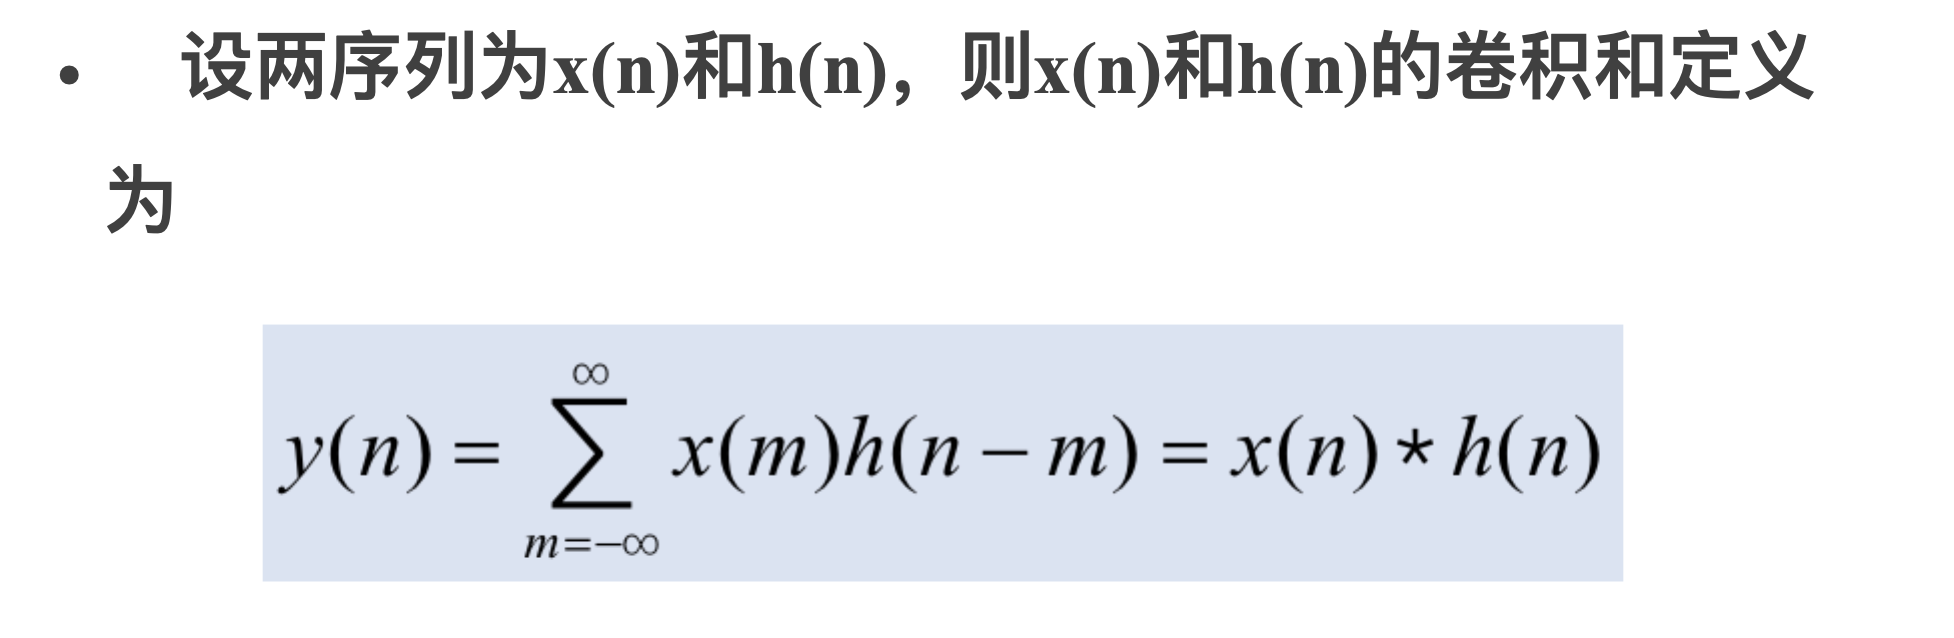 • 设两序列为x(n)和h(n)，则x(n)和h(n)的卷积和定义
为
y(n) = ∑_{m=−∞}^{∞} x(m)h(n − m) = x(n) * h(n)